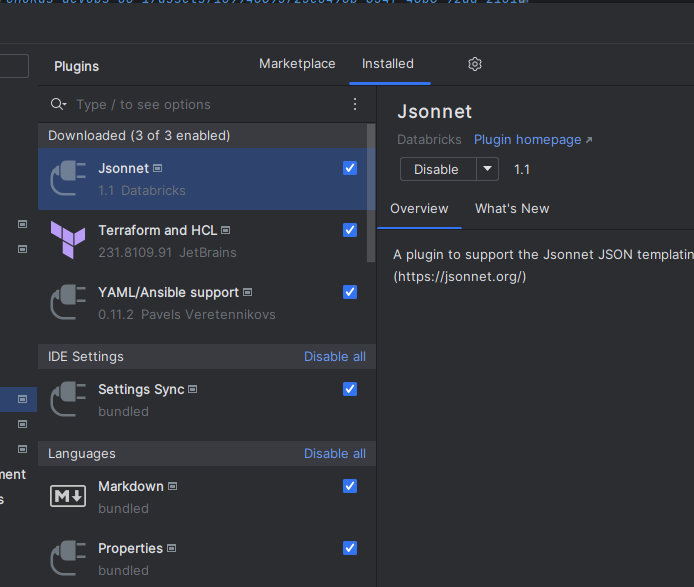 Plugins
Marketplace
Installed
Type / to see options
Downloaded (3 of 3 enabled)
Jsonnet
1.1 Databricks
Terraform and HCL
231.8109.91 JetBrains
YAML/Ansible support
0.11.2 Pavels Veretennikovs
IDE Settings
Disable all
Settings Sync
bundled
Languages
Disable all
Markdown
bundled
Properties
bundled
Jsonnet
Databricks Plugin homepage
Disable
1.1
Overview
What's New
A plugin to support the Jsonnet JSON templatin
(https://jsonnet.org/)
ment
s